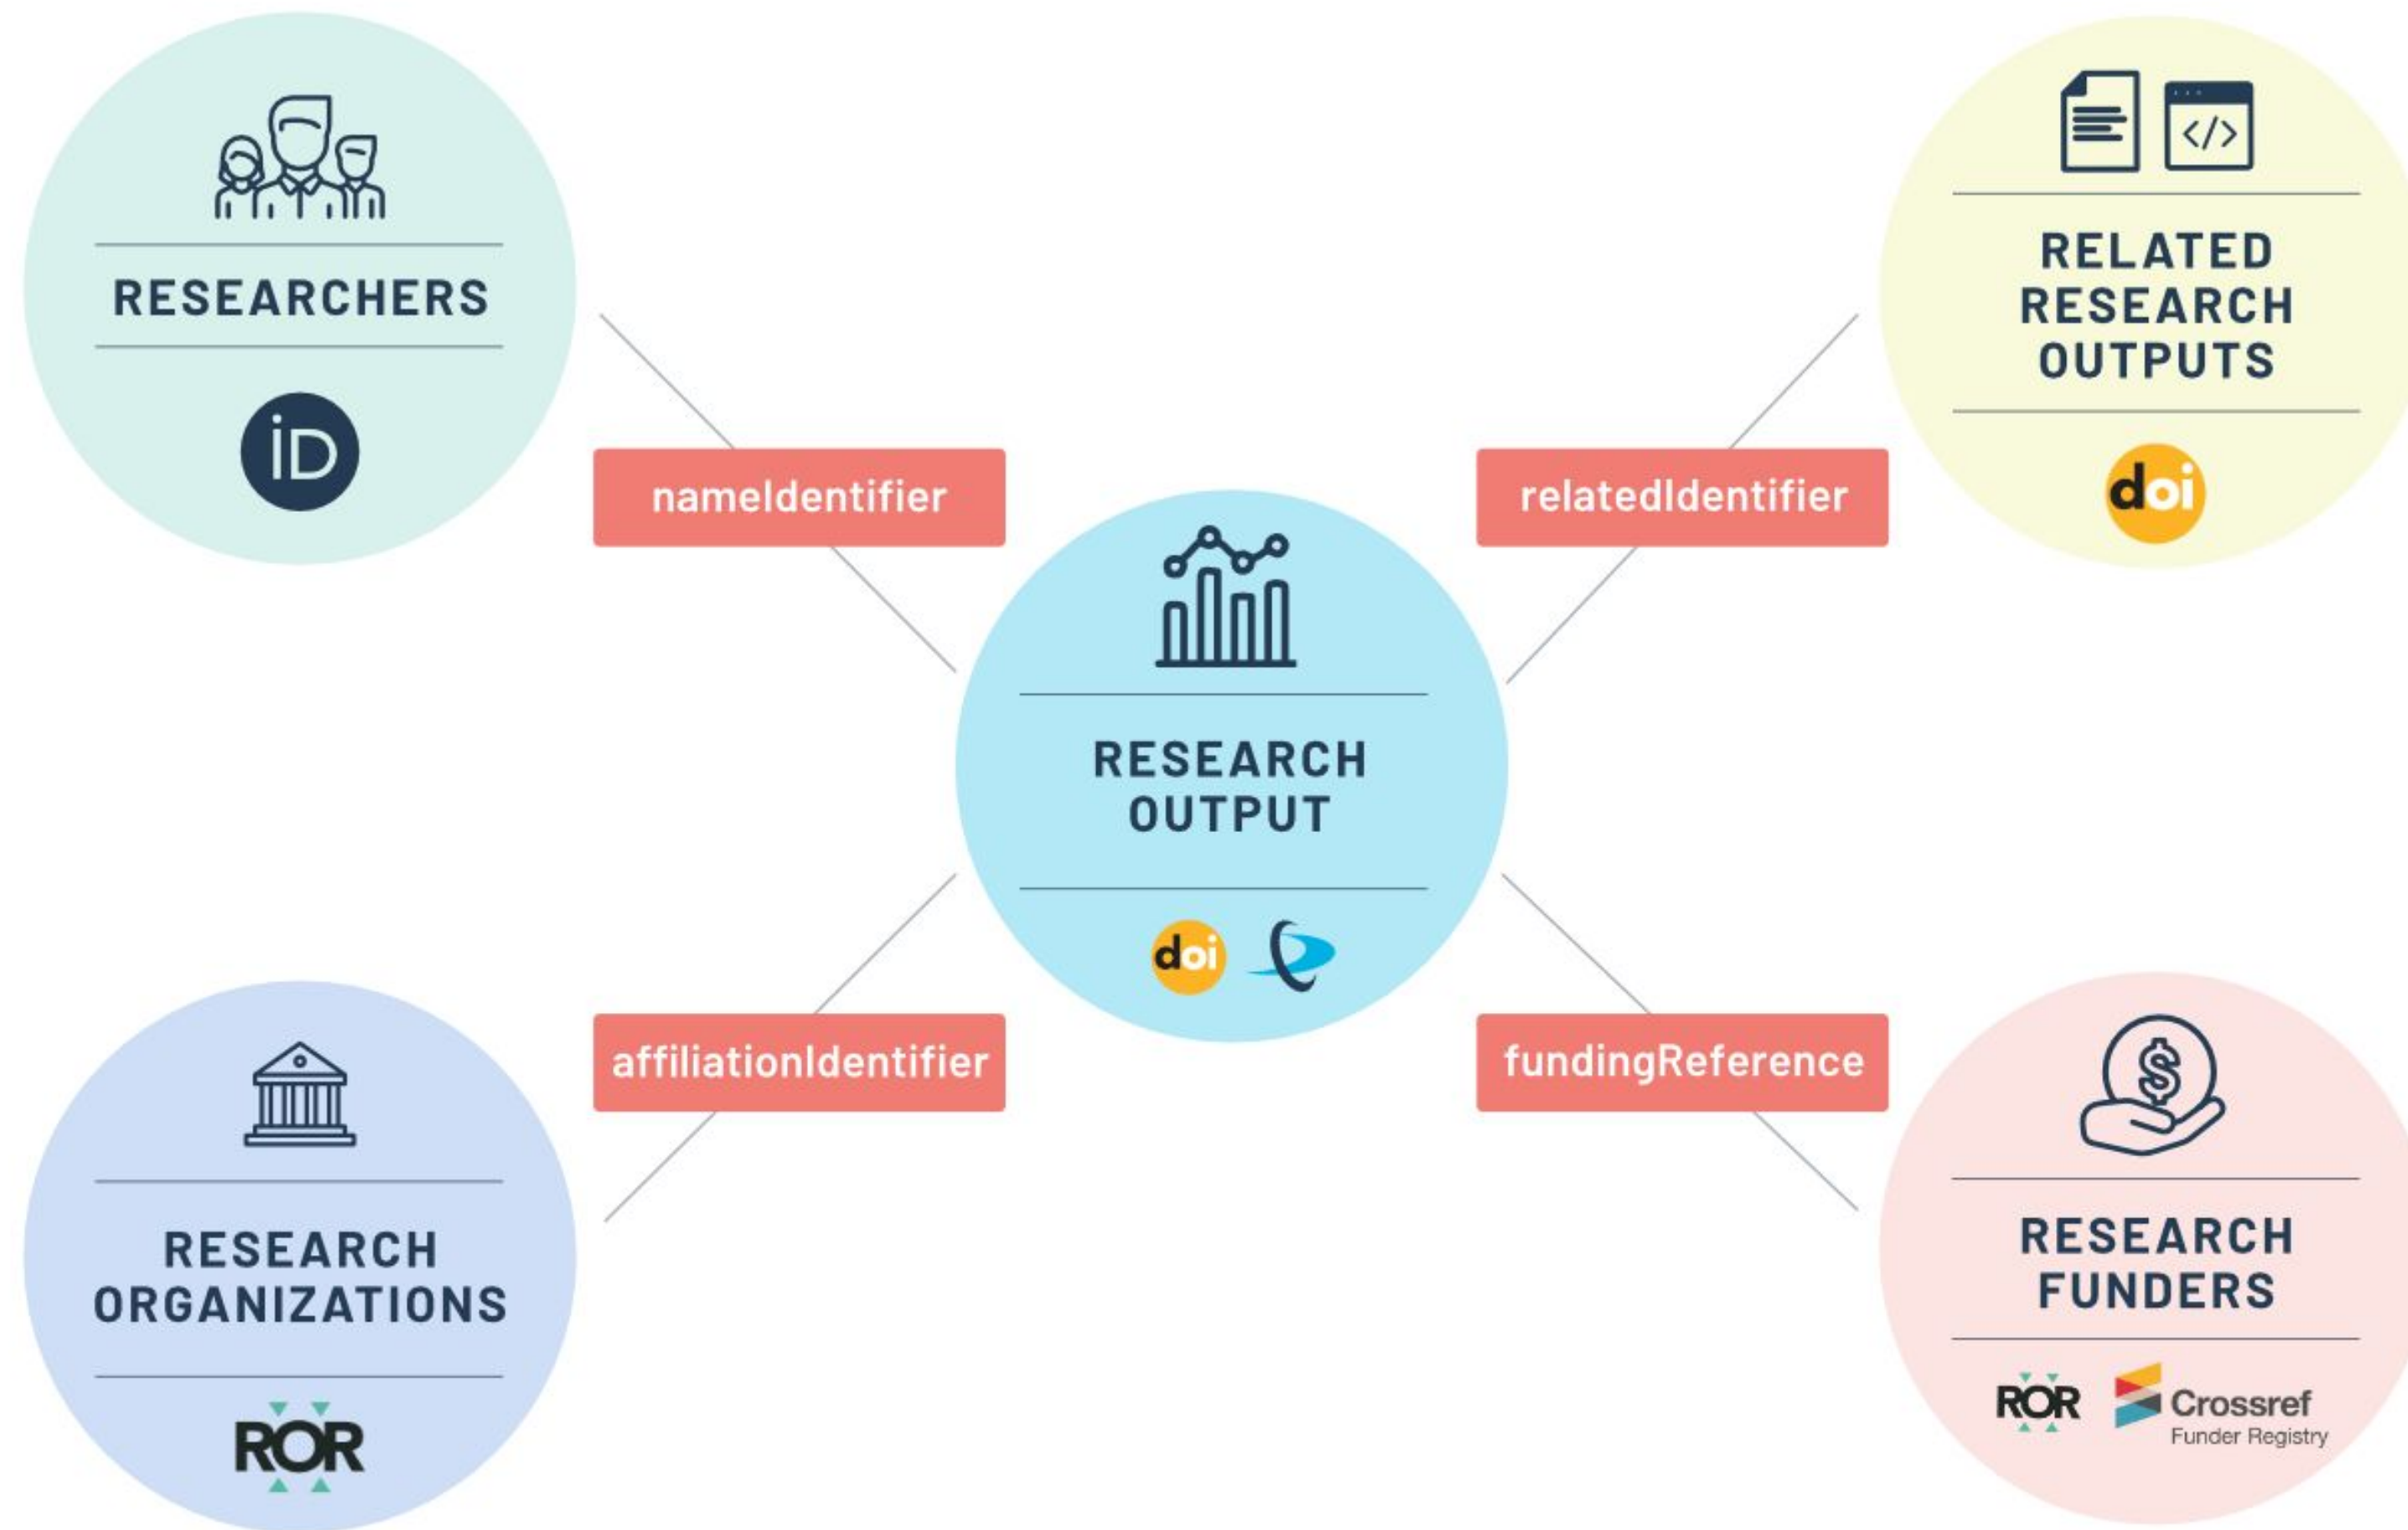 RESEARCHERS
iD
nameIdentifier
RELATED
RESEARCH
OUTPUTS
doi
relatedIdentifier
</>
RESEARCH
OUTPUT
doi
RESEARCH
ORGANIZATIONS
ROR
affiliationIdentifier
fundingReference
$
RESEARCH
FUNDERS
ROR
Crossref
Funder Registry